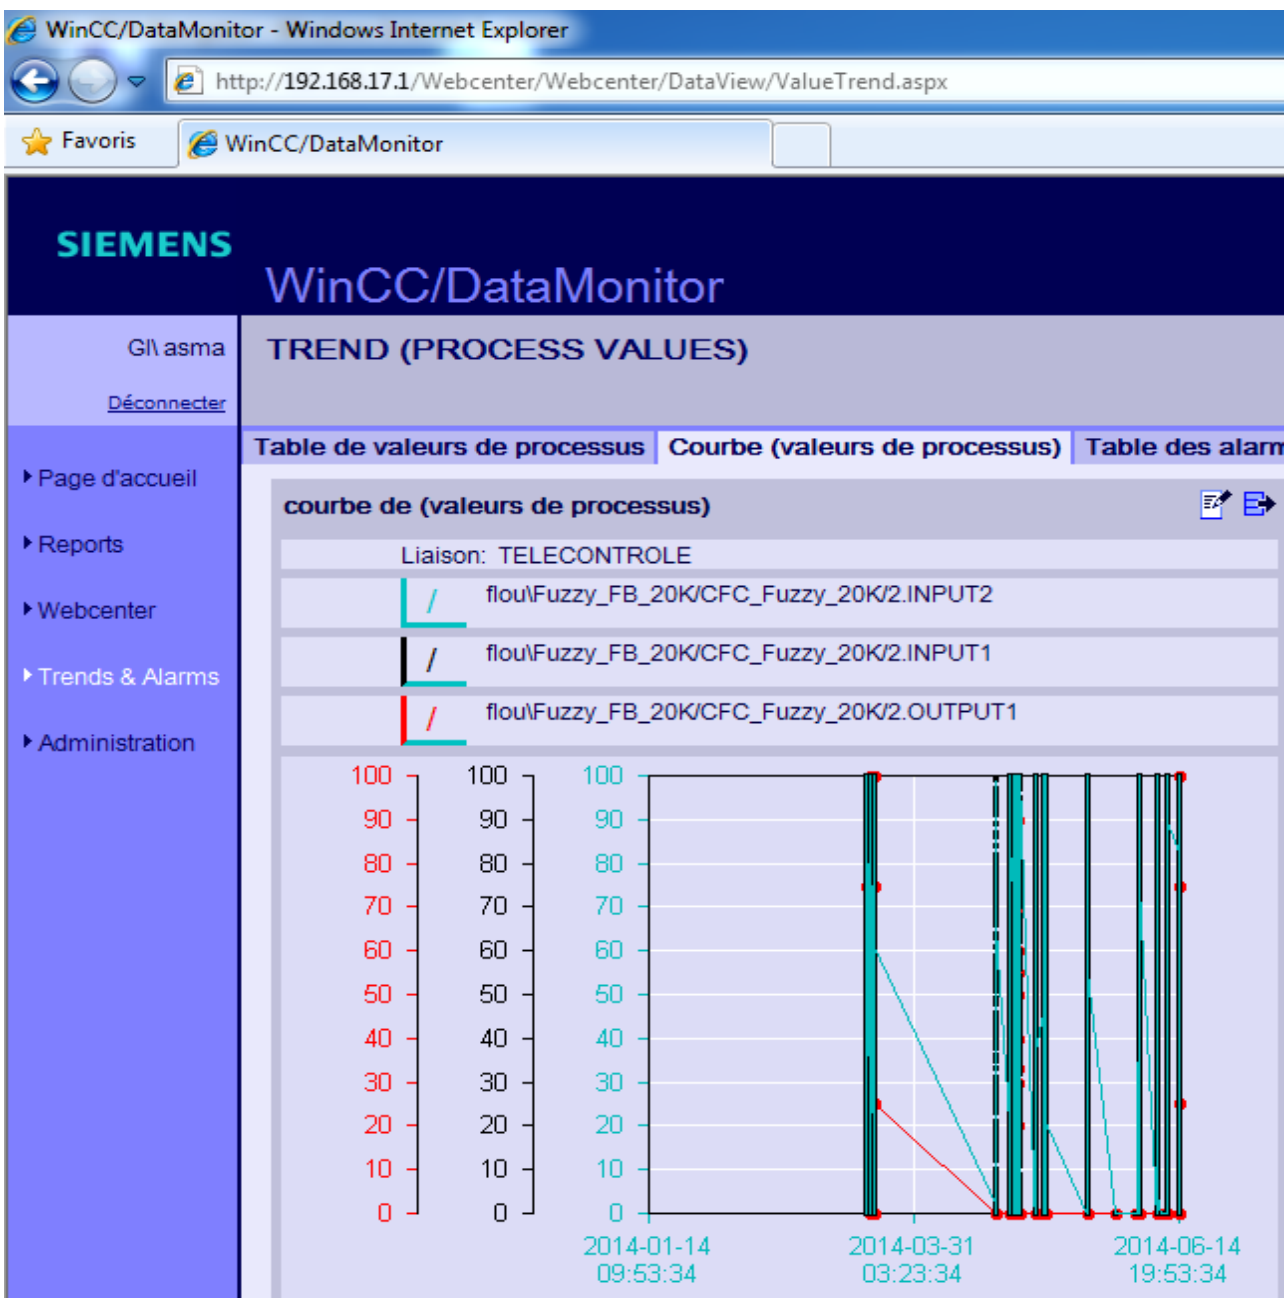 WinCC/DataMonitor - Windows Internet Explorer
http://192.168.17.1/Webcenter/Webcenter/DataView/ValueTrend.aspx
Favoris WinCC/DataMonitor
SIEMENS
WinCC/DataMonitor
GI\ asma
Déconnecter
TREND (PROCESS VALUES)
Table de valeurs de processus Courbe (valeurs de processus) Table des alarm
Page d'accueil
Reports
Webcenter
Trends & Alarms
Administration
courbe de (valeurs de processus)
Liaison: TELECONTROLE
flou\Fuzzy_FB_20K/CFC_Fuzzy_20K/2.INPUT2
flou\Fuzzy_FB_20K/CFC_Fuzzy_20K/2.INPUT1
flou\Fuzzy_FB_20K/CFC_Fuzzy_20K/2.OUTPUT1
100 100 100
90 90 90
80 80 80
70 70 70
60 60 60
50 50 50
40 40 40
30 30 30
20 20 20
10 10 10
0 0 0
2014-01-14 2014-03-31 2014-06-14
09:53:34 03:23:34 19:53:34